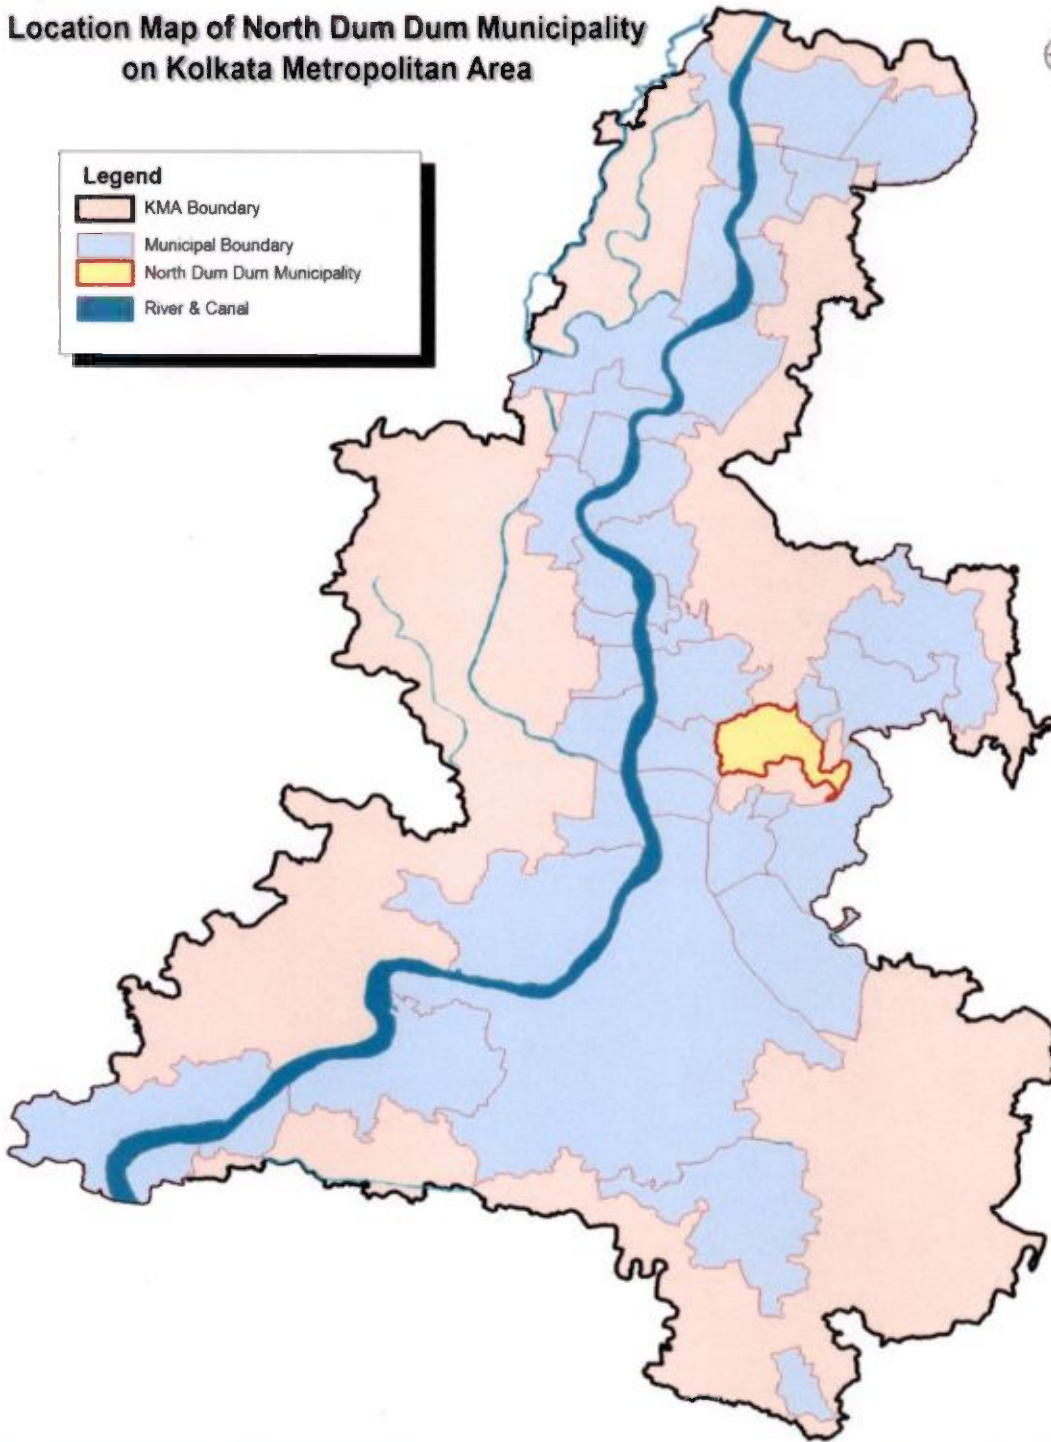 Location Map of North Dum Dum Municipality
on Kolkata Metropolitan Area
Legend
KMA Boundary
Municipal Boundary
North Dum Dum Municipality
River & Canal